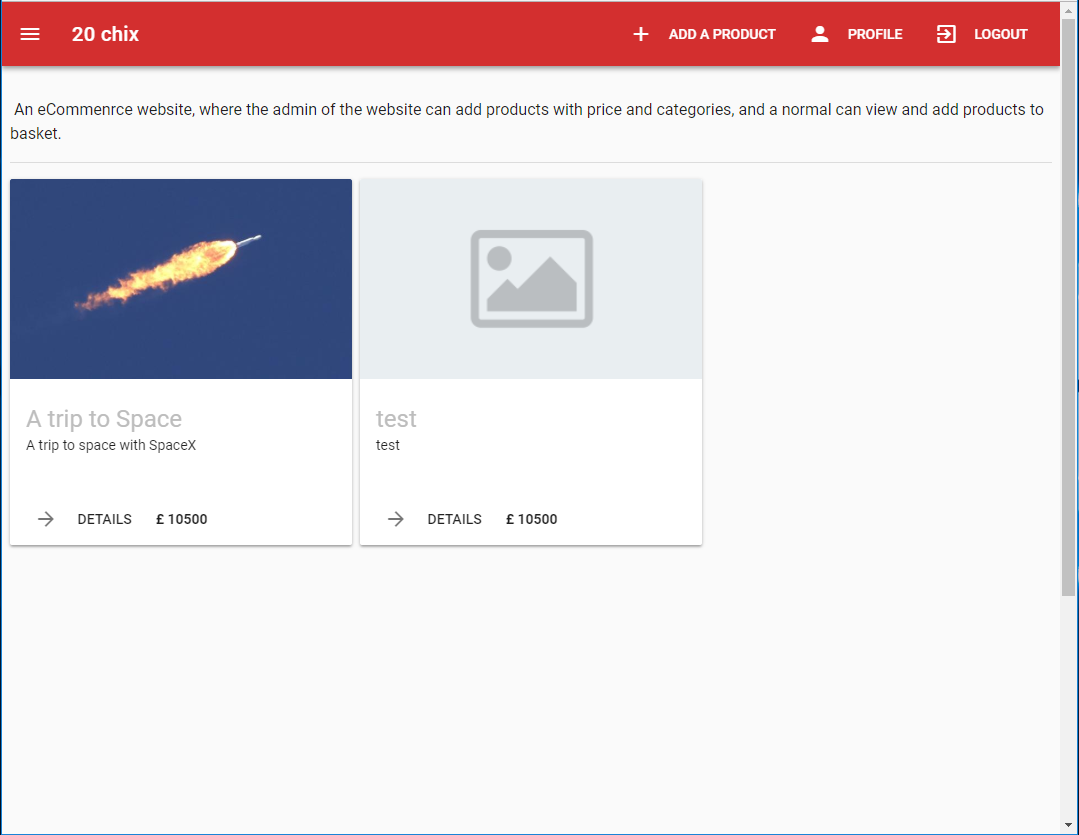 20 chix
ADD A PRODUCT
PROFILE
LOGOUT
An eCommenrce website, where the admin of the website can add products with price and categories, and a normal can view and add products to
basket.
A trip to Space
A trip to space with SpaceX
DETAILS £ 10500
test
test
DETAILS £ 10500